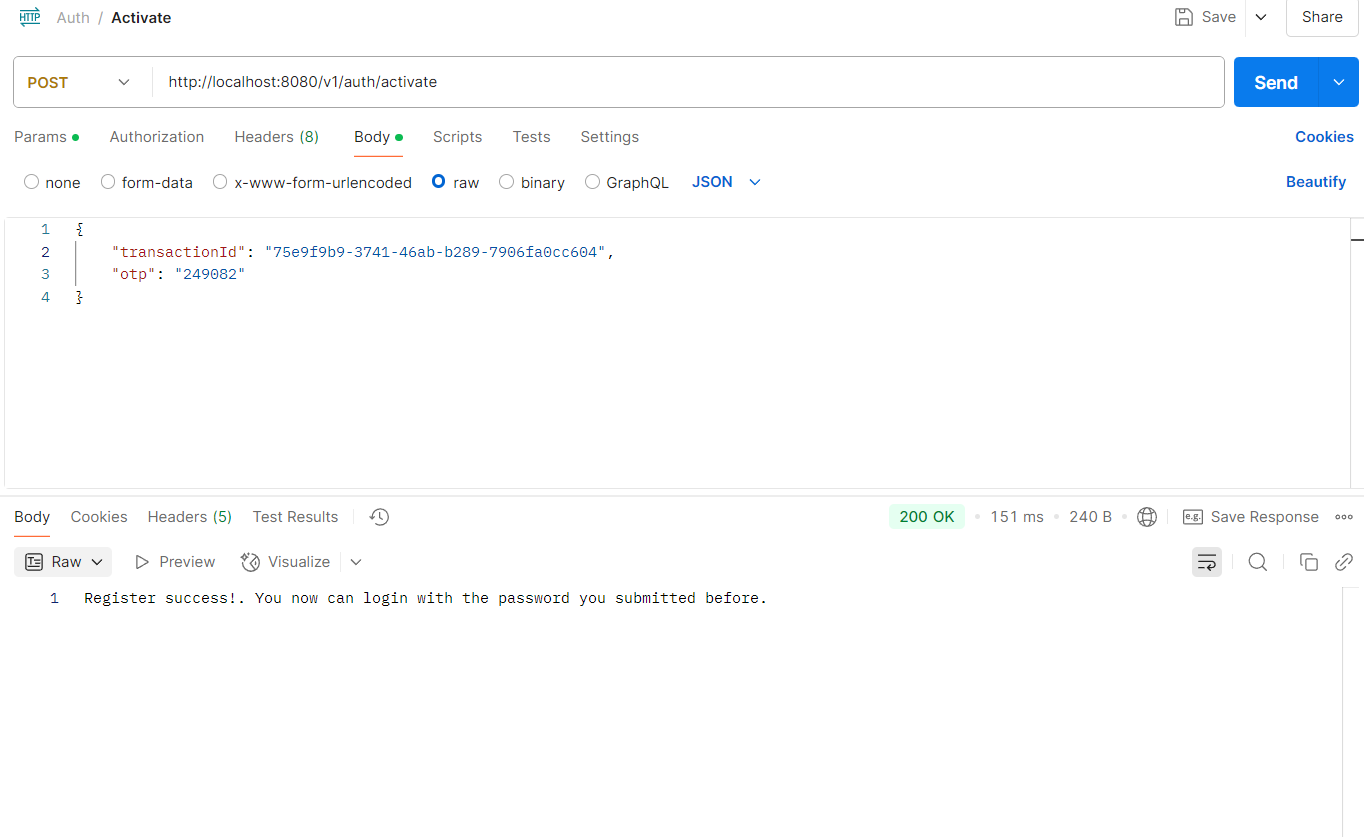 HTTP Auth / Activate Save Share
POST http://localhost:8080/v1/auth/activate Send
Params Authorization Headers (8) Body Scripts Tests Settings Cookies
none form-data x-www-form-urlencoded raw binary GraphQL JSON Beautify
1 {
2 "transactionId": "75e9f9b9-3741-46ab-b289-7906fa0cc604",
3 "otp": "249082"
4 }
Body Cookies Headers (5) Test Results 200 OK 151 ms 240 B e.g. Save Response
Raw Preview Visualize
1 Register success!. You now can login with the password you submitted before.